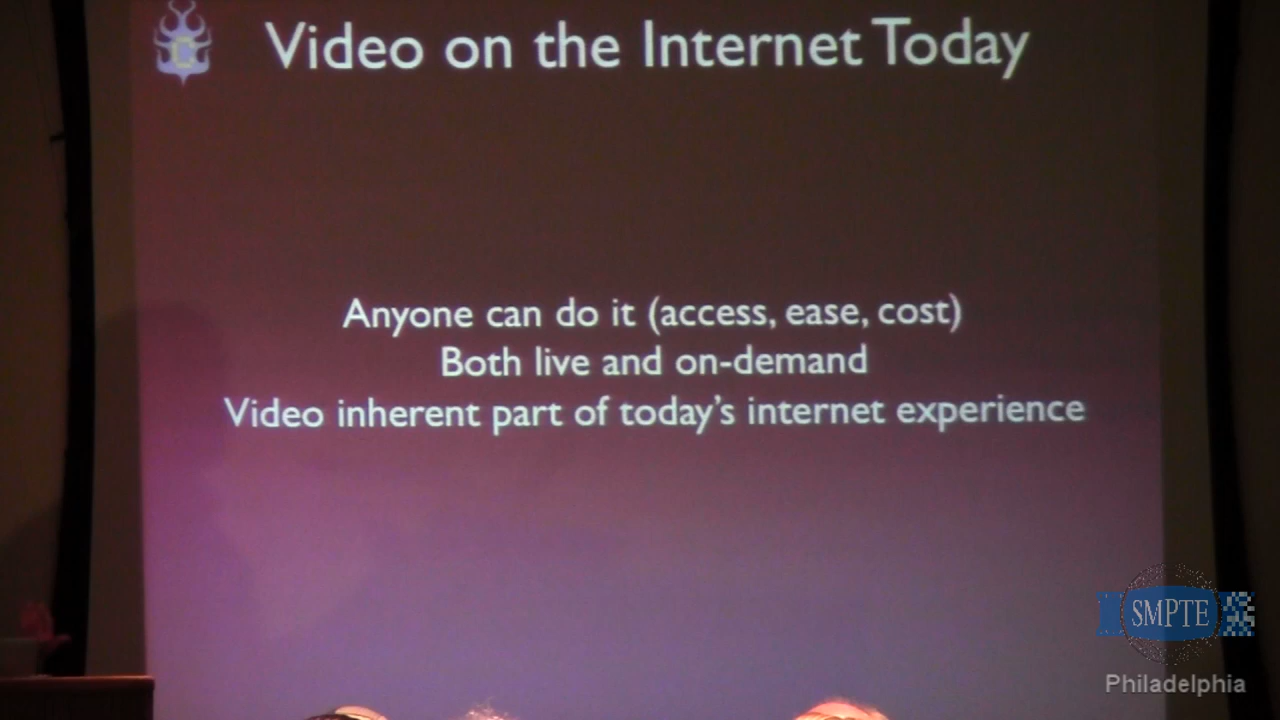 Video on the Internet Today
Anyone can do it (access, ease, cost)
Both live and on-demand
Video inherent part of today's internet experience
SMPTE
Philadelphia